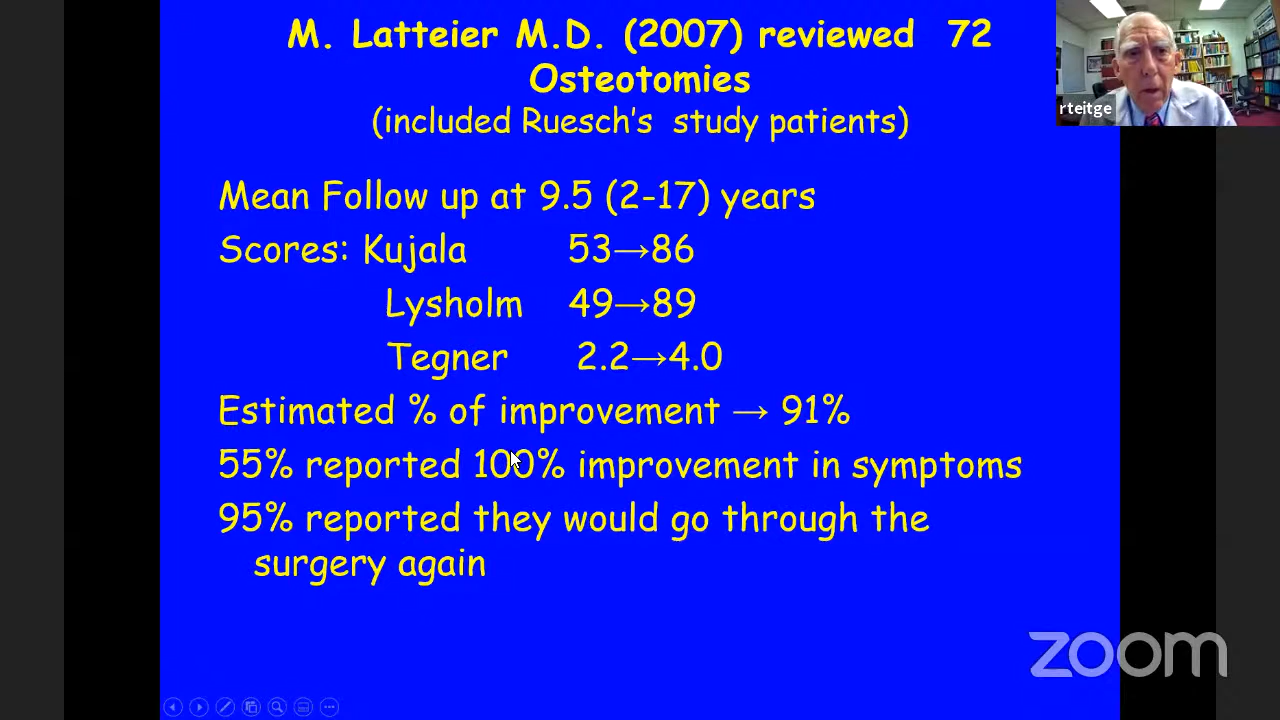 M. Latteier M.D. (2007) reviewed 72
Osteotomies
(included Ruesch's study patients)
rteitge
Mean Follow up at 9.5 (2-17) years
Scores: Kujala 53→86
Lysholm 49→89
Tegner 2.2→4.0
Estimated % of improvement → 91%
55% reported 100% improvement in symptoms
95% reported they would go through the
surgery again
zoom